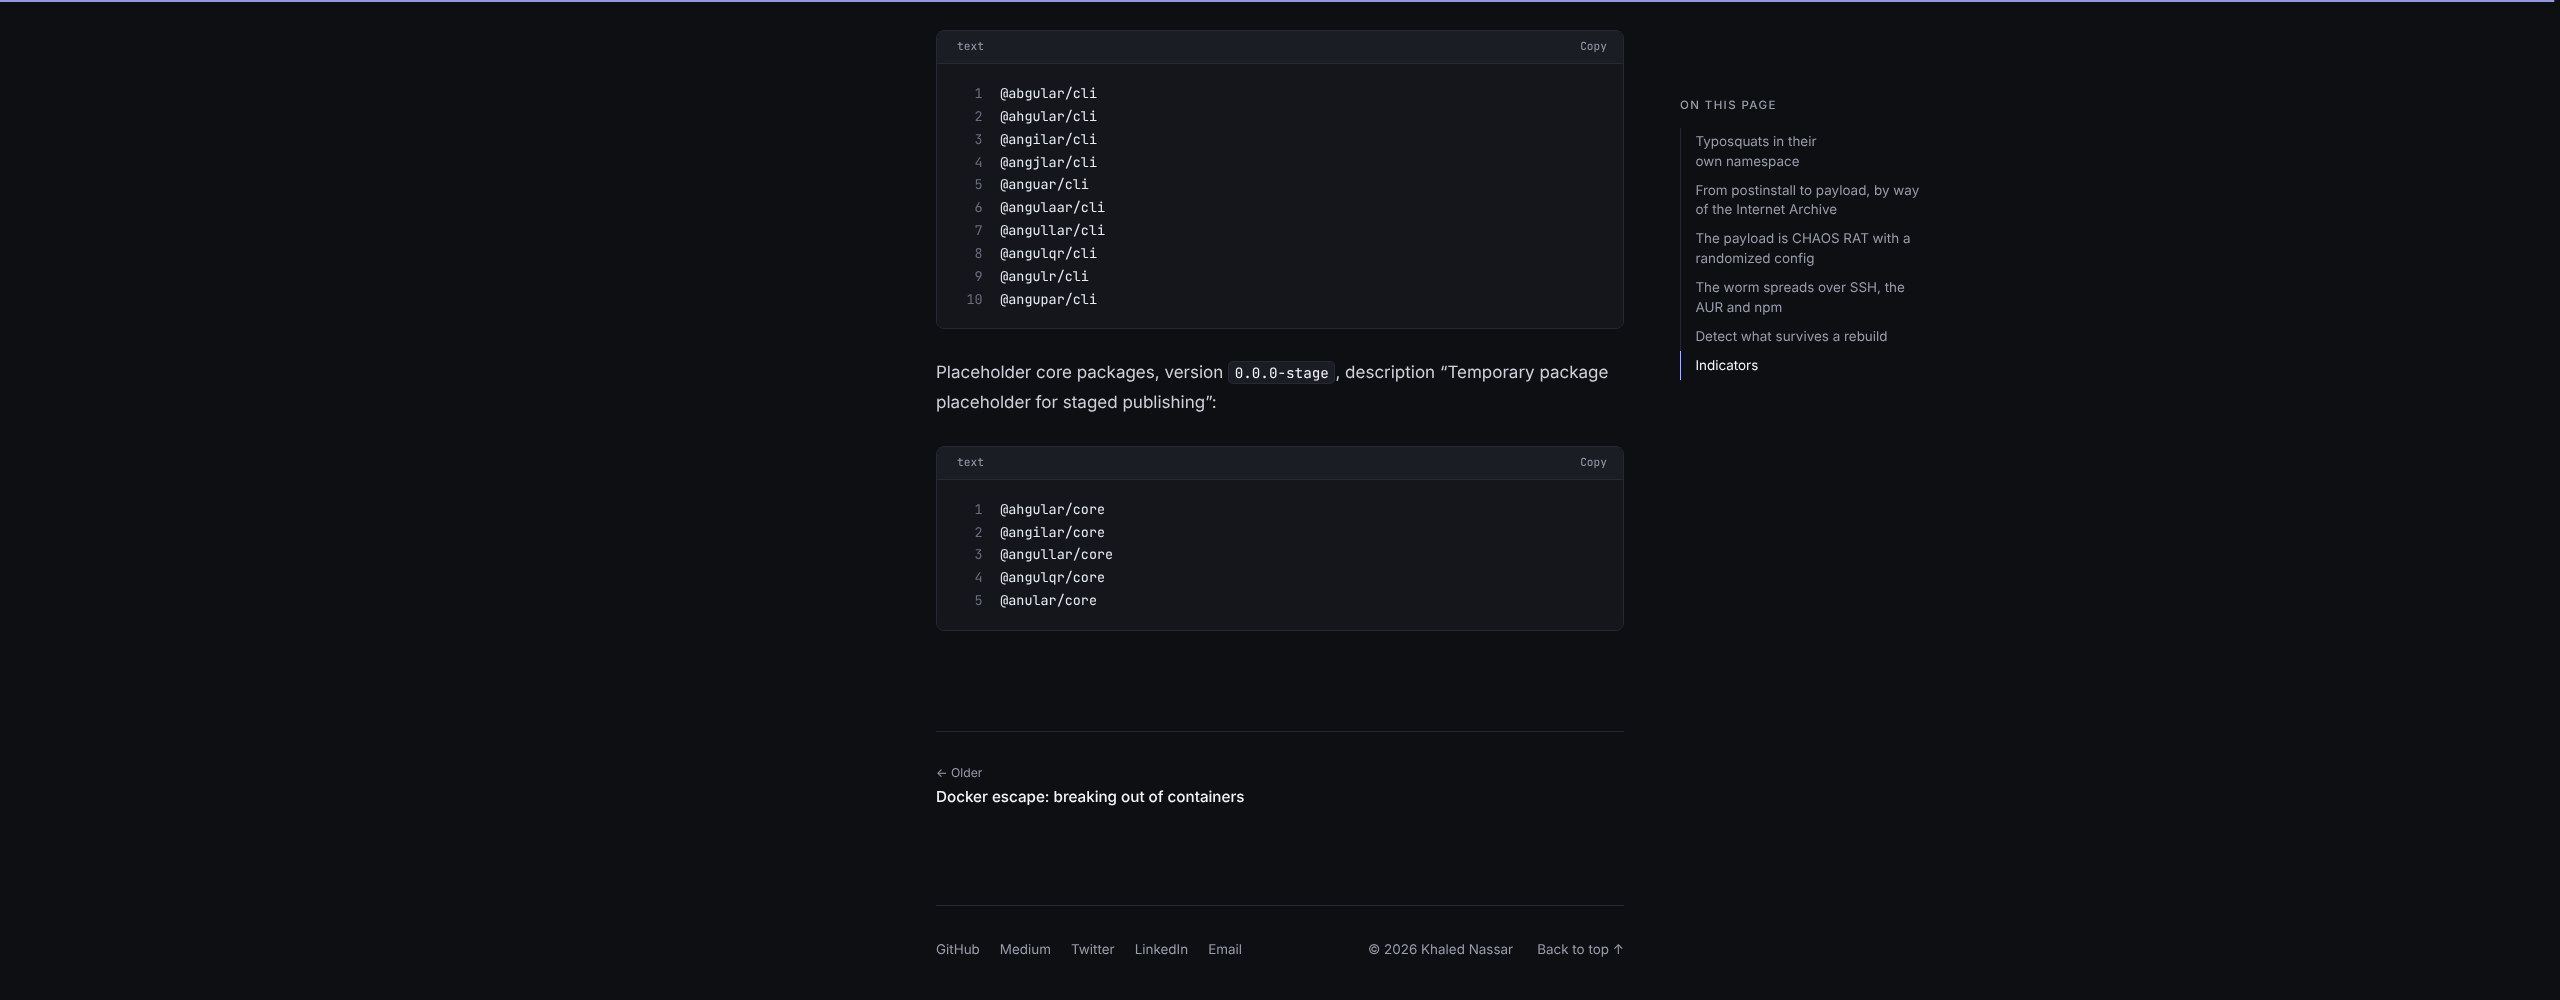 text
Copy
1 @abgular/cli
2 @ahgular/cli
3 @angilar/cli
4 @angjlar/cli
5 @anguar/cli
6 @angulaar/cli
7 @angullar/cli
8 @angulqr/cli
9 @angulr/cli
10 @angupar/cli
Placeholder core packages, version 0.0.0-stage, description “Temporary package
placeholder for staged publishing”:
text
Copy
1 @ahgular/core
2 @angilar/core
3 @angullar/core
4 @angulqr/core
5 @anular/core
← Older
Docker escape: breaking out of containers
ON THIS PAGE
Typosquats in their
own namespace
From postinstall to payload, by way
of the Internet Archive
The payload is CHAOS RAT with a
randomized config
The worm spreads over SSH, the
AUR and npm
Detect what survives a rebuild
Indicators
GitHub Medium Twitter LinkedIn Email
© 2026 Khaled Nassar Back to top ↑